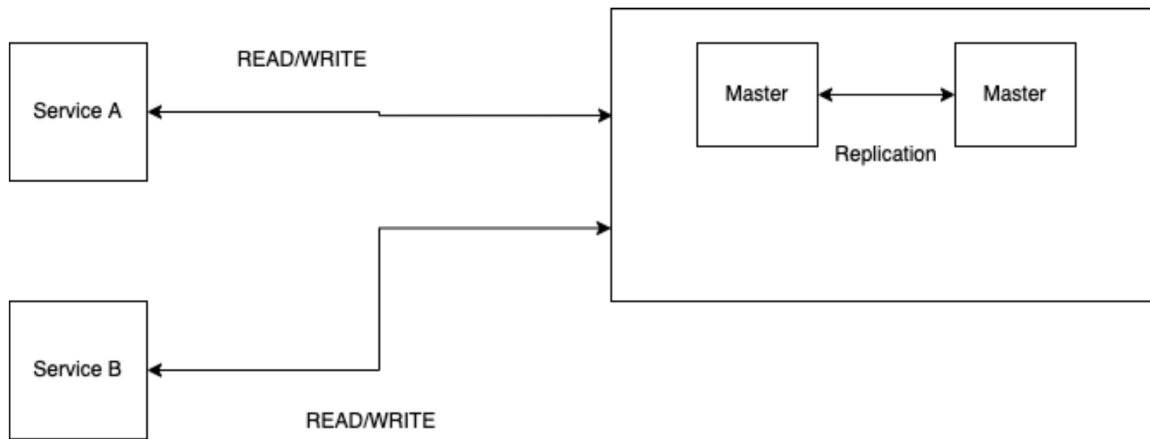 READ/WRITE
Service A
Master
Master
Replication
Service B
READ/WRITE